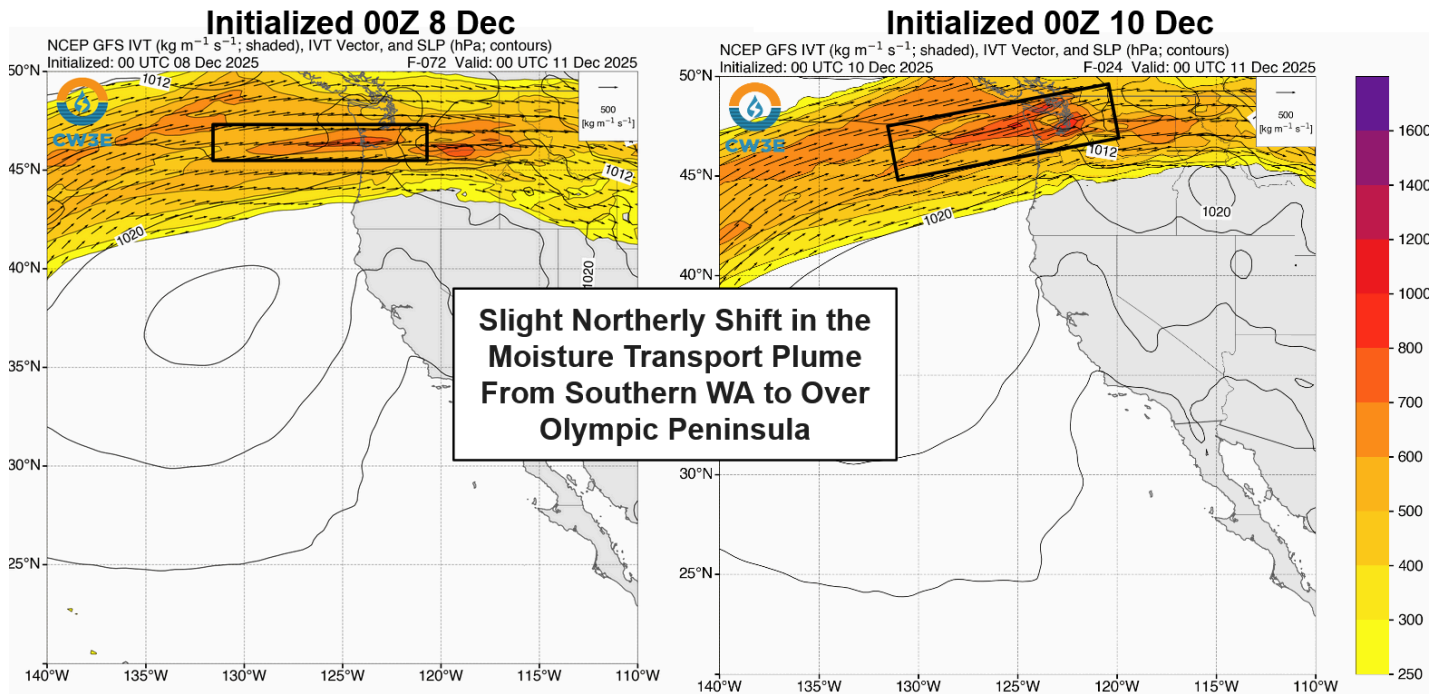 Initialized 00Z 8 Dec
NCEP GFS IVT (kg m⁻¹ s⁻¹; shaded), IVT Vector, and SLP (hPa; contours)
Initialized: 00 UTC 08 Dec 2025 F-072 Valid: 00 UTC 11 Dec 2025
50°N
45°N
40°N
35°N
30°N
25°N
140°W 135°W 130°W 125°W 120°W 115°W 110°W
CW3E
1012
500
[kg m⁻¹ s⁻¹]
1012
1020
1020
Initialized 00Z 10 Dec
NCEP GFS IVT (kg m⁻¹ s⁻¹; shaded), IVT Vector, and SLP (hPa; contours)
Initialized: 00 UTC 10 Dec 2025 F-024 Valid: 00 UTC 11 Dec 2025
50°N
45°N
40°N
30°N
25°N
140°W 135°W 130°W 125°W 120°W 115°W 110°W
CW3E
500
[kg m⁻¹ s⁻¹]
1012
1020
1020
Slight Northerly Shift in the
Moisture Transport Plume
From Southern WA to Over
Olympic Peninsula
1600
1400
1200
1000
800
700
600
500
400
300
250